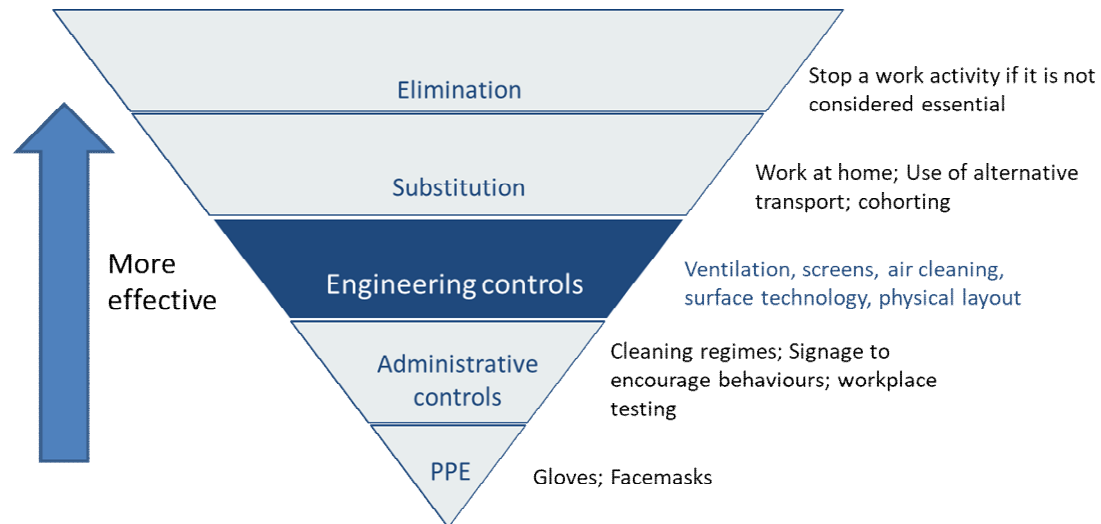 Elimination
Stop a work activity if it is not
considered essential
Substitution
Work at home; Use of alternative
transport; cohorting
More
effective
Engineering controls
Ventilation, screens, air cleaning,
surface technology, physical layout
Administrative
controls
Cleaning regimes; Signage to
encourage behaviours; workplace
testing
PPE
Gloves; Facemasks